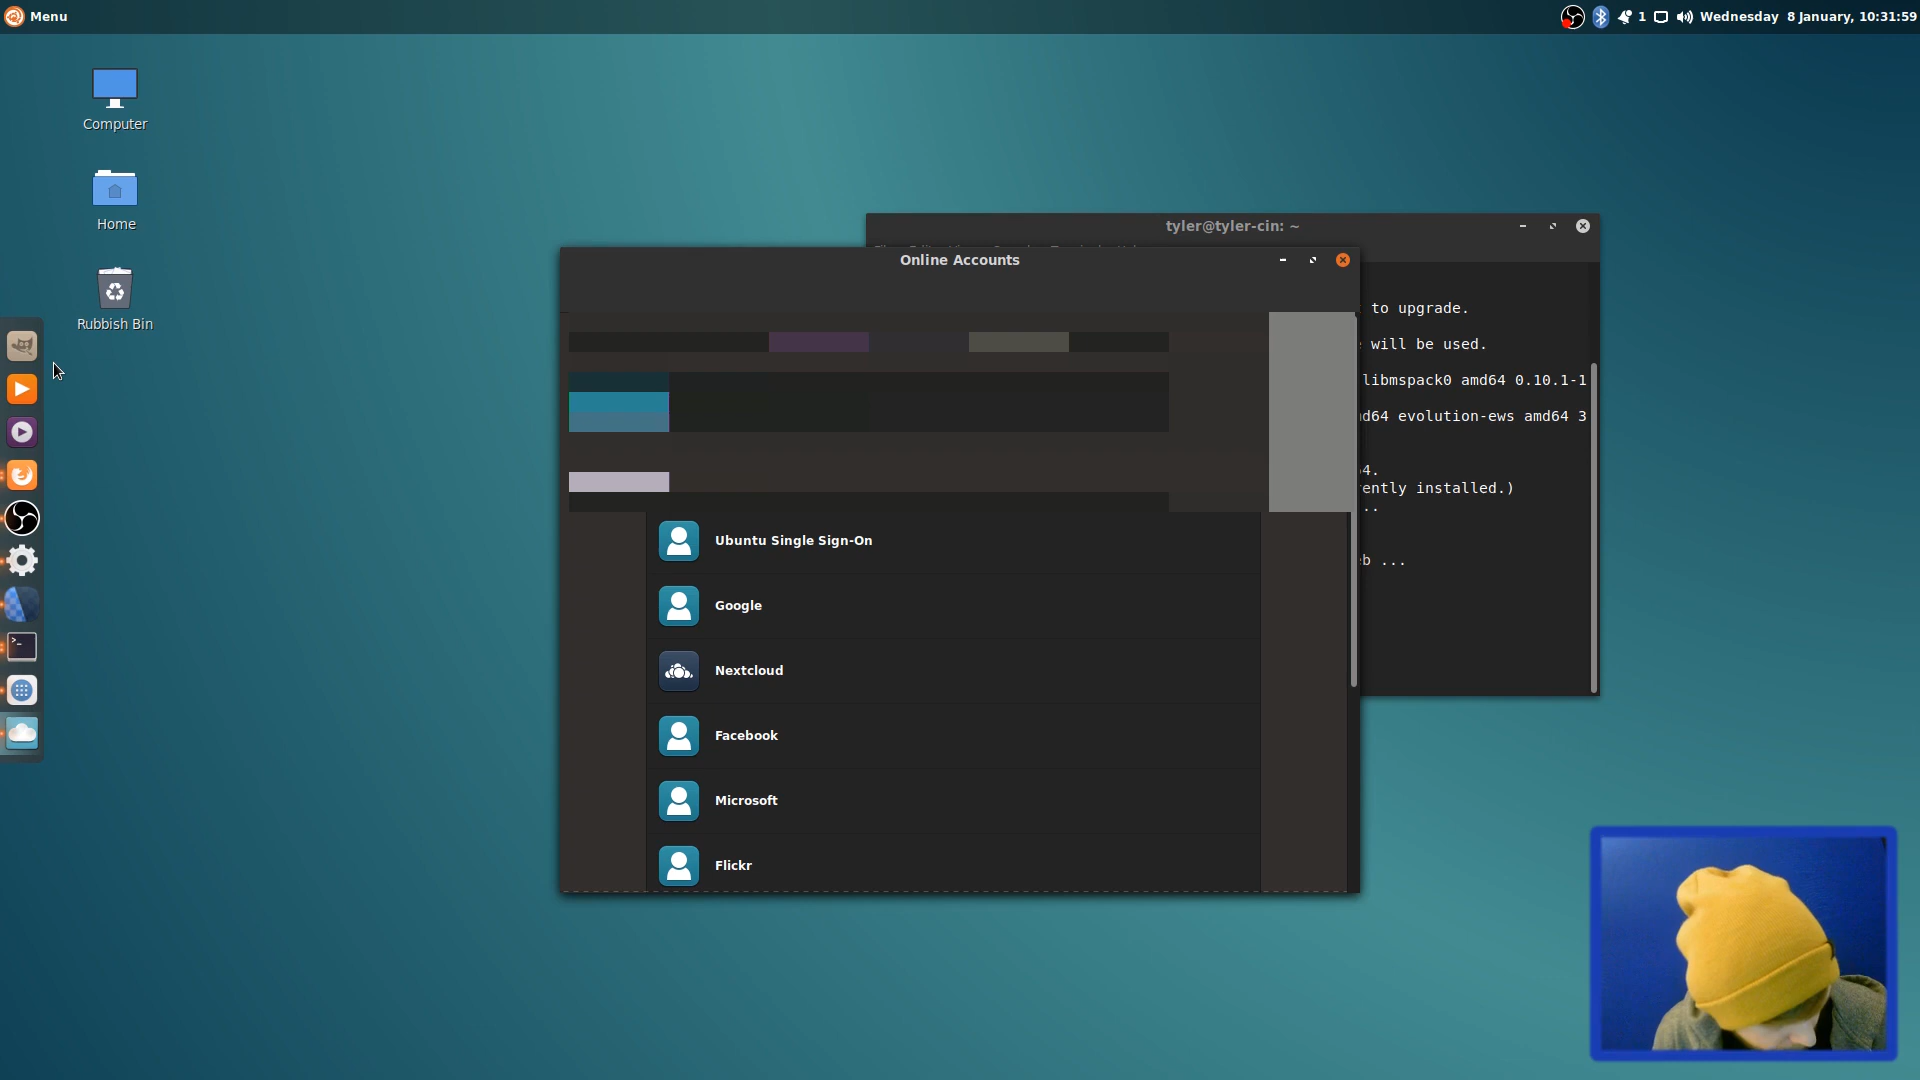 Menu
1
Wednesday 8 January, 10:31:59
Computer
Home
Rubbish Bin
tyler@tyler-cin: ~
to upgrade.
will be used.
libmspack0 amd64 0.10.1-1
d64 evolution-ews amd64 3
4.
ently installed.)
..
b ...
Online Accounts
Ubuntu Single Sign-On
Google
Nextcloud
Facebook
Microsoft
Flickr